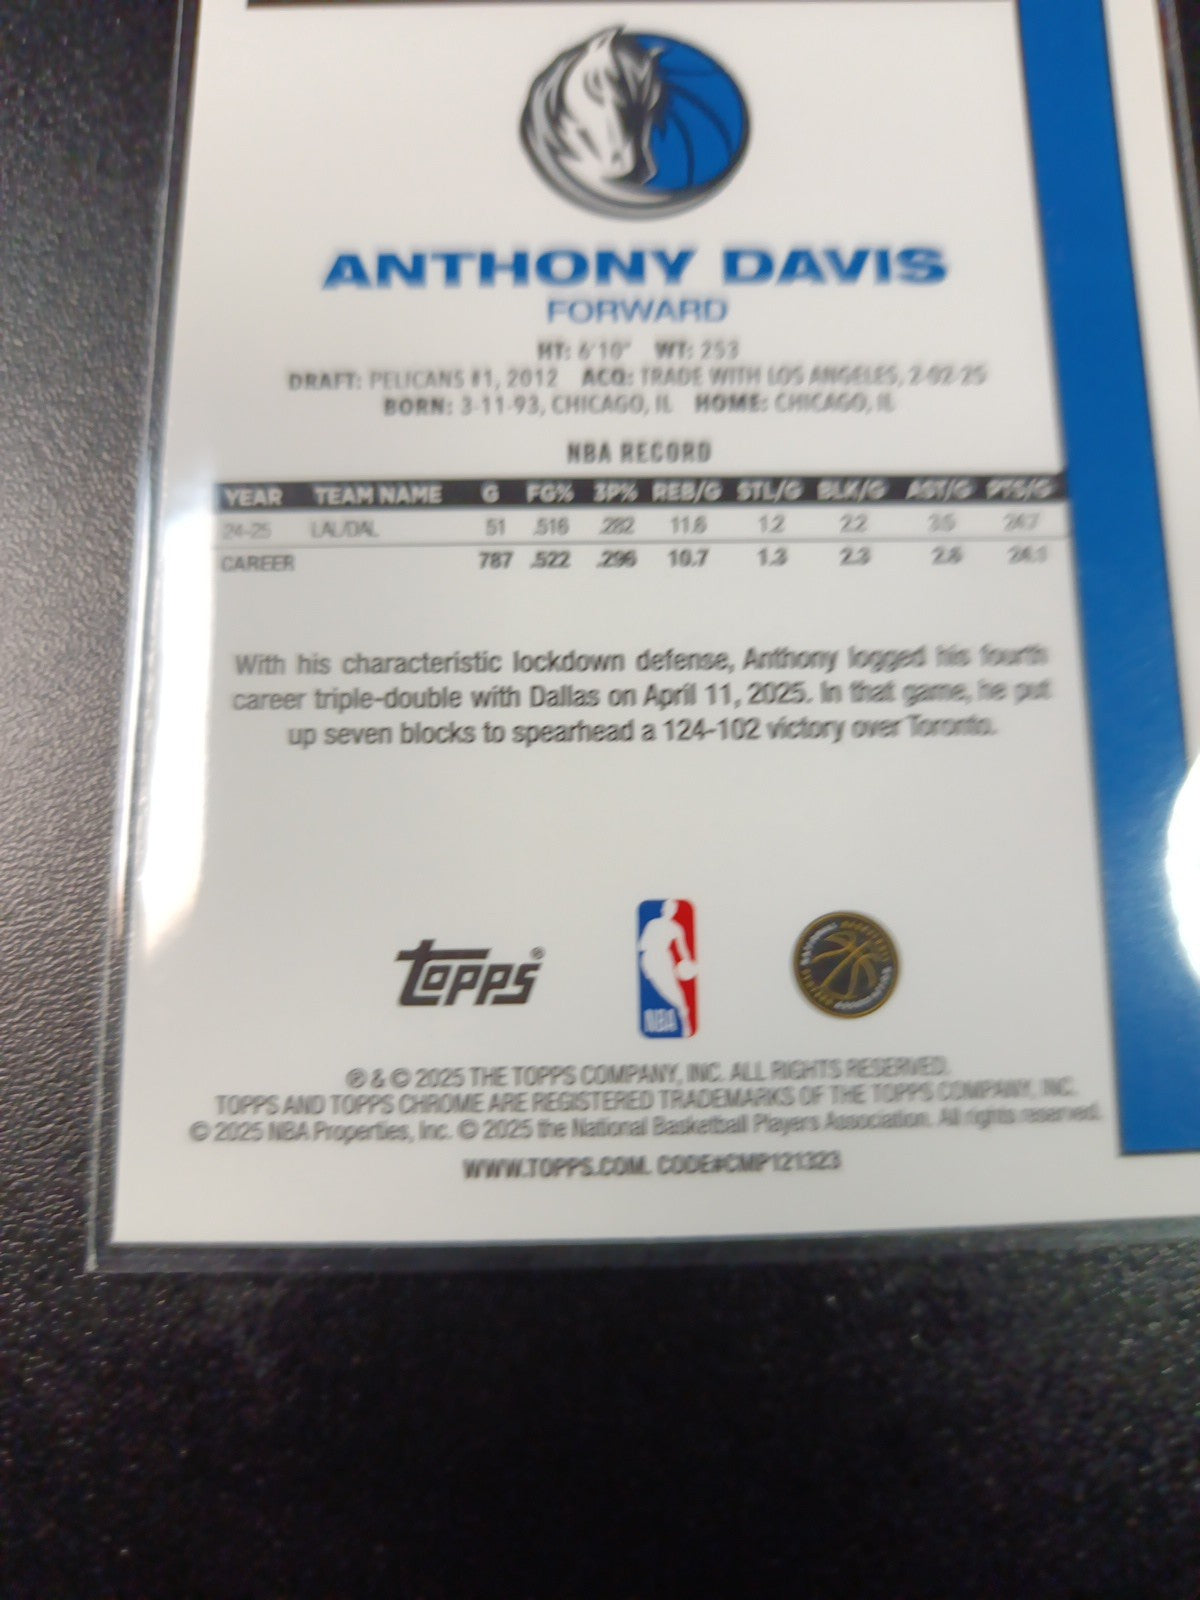 ANTHONY DAVIS
FORWARD
HT: 6'10" WT: 253
DRAFT: PELICANS #1, 2012 ACQ: TRADE WITH LOS ANGELES, 2-02-25
BORN: 3-11-93, CHICAGO, IL HOME: CHICAGO, IL
NBA RECORD
YEAR TEAM NAME G FG% 3P% REB/G STL/G BLK/G AST/G PTS/G
24-25 LAL/DAL 51 .516 .282 11.6 1.2 2.2 3.5 24.7
CAREER 787 .522 .296 10.7 1.3 2.3 2.6 24.1
With his characteristic lockdown defense, Anthony logged his fourth
career triple-double with Dallas on April 11, 2025. In that game, he put
up seven blocks to spearhead a 124-102 victory over Toronto.
TOPPS® NBA
® & © 2025 THE TOPPS COMPANY, INC. ALL RIGHTS RESERVED.
TOPPS AND TOPPS CHROME ARE REGISTERED TRADEMARKS OF THE TOPPS COMPANY, INC.
© 2025 NBA Properties, Inc. © 2025 the National Basketball Players Association. All rights reserved.
WWW.TOPPS.COM. CODE#CMP121323